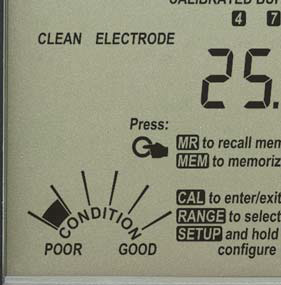 CALIBRATED BUF
4 7
CLEAN ELECTRODE
25.
Press:
MR to recall mem
MEM to memoriz
CAL to enter/exit
RANGE to select
SETUP and hold
configure
CONDITION
POOR GOOD